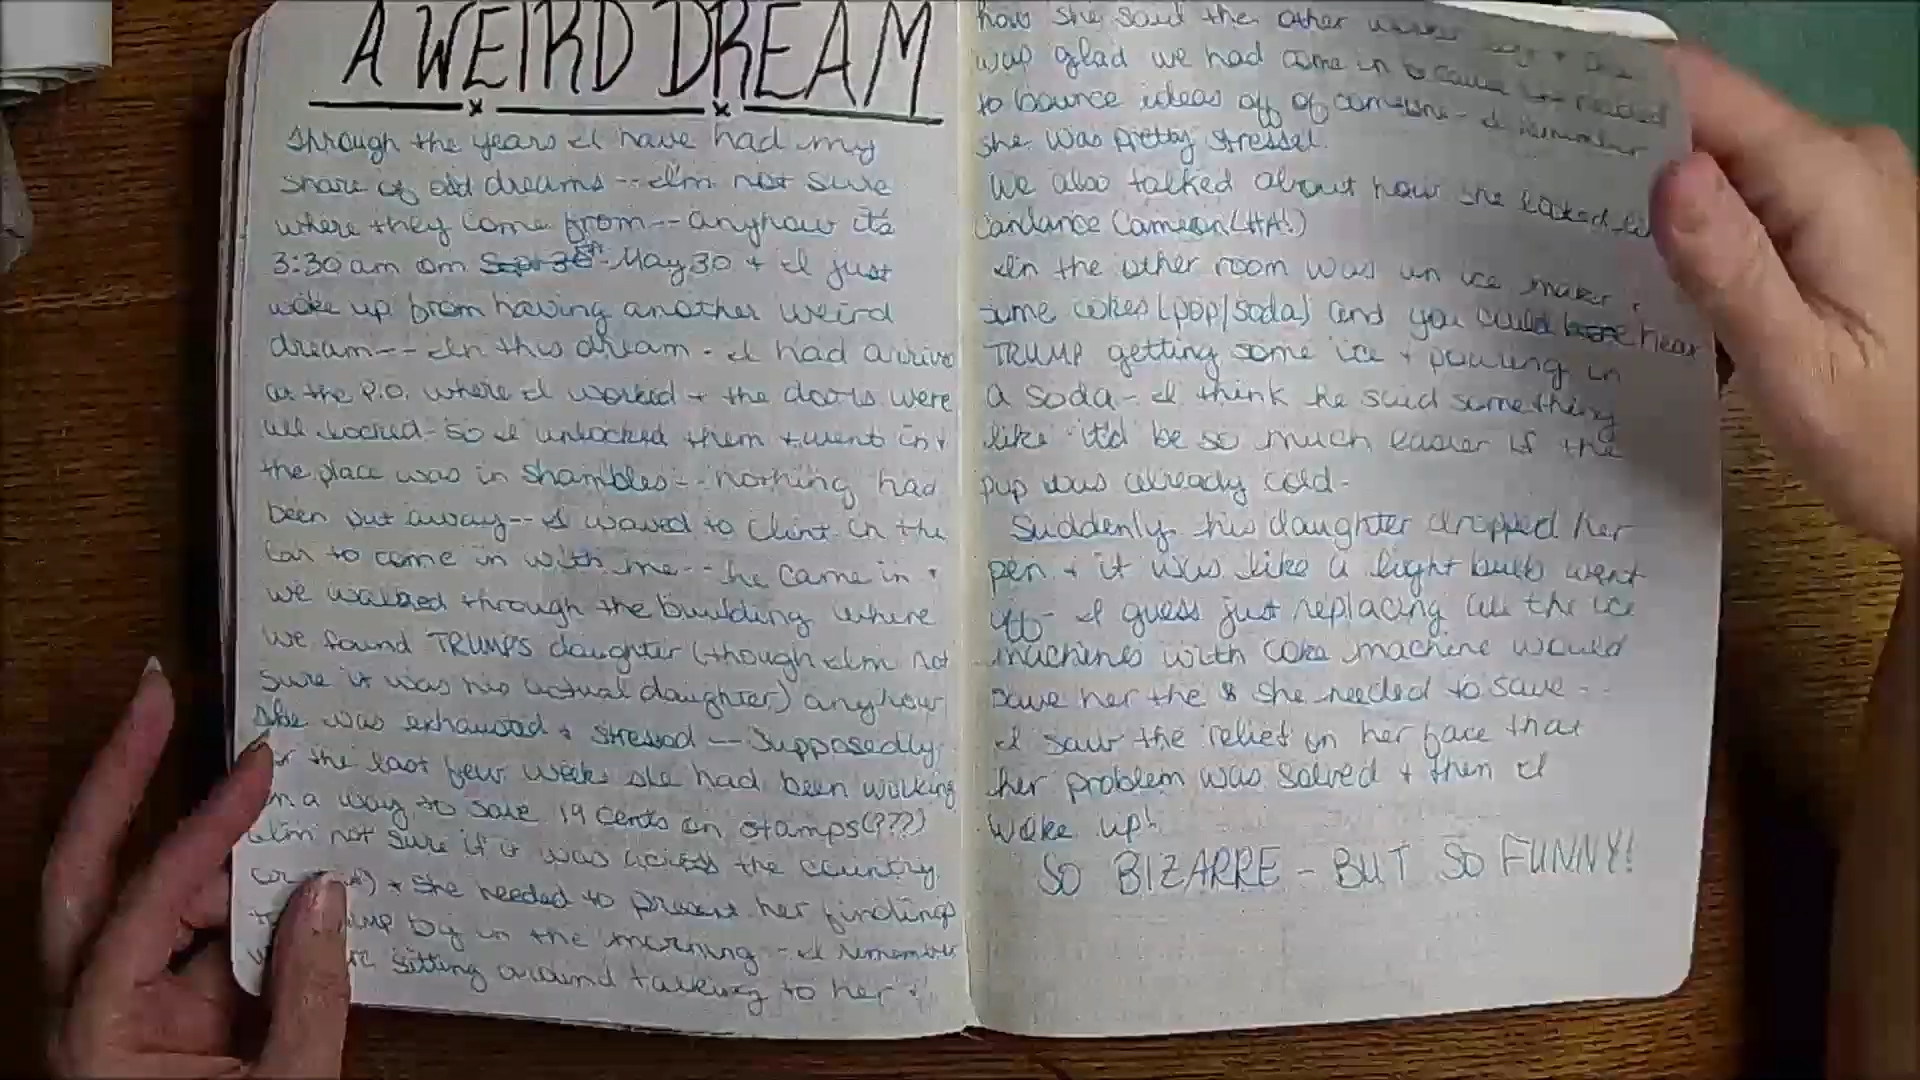 A WEIRD DREAM
Through the years I have had my
share of odd dreams -- I'm not sure
where they come from -- anyhow it's
3:30am on May 30 + I just
woke up from having another weird
dream -- In this dream - I had arrive
at the P.O. where I worked + the doors were
all locked - so I unlocked them + went in +
the place was in shambles -- nothing had
been put away -- I waved to Clint in the
car to come in with me -- he came in +
we walked through the building where
we found TRUMPS daughter (though I'm not
sure it was his actual daughter) anyhow
she was exhausted + stressed -- Supposedly
the last few weeks she had been working
on a way to save 19 cents on stamps (???)
I'm not sure if it was across the country
+ she needed to present her findings
by in the morning - I remember
sitting around talking to her +
how she said the other
was glad we had come in because needed
to bounce ideas off of someone - I remember
she was pretty stressed.
We also talked about how she looked like
Candance Cameron (HA!)
In the other room was an ice maker +
some cokes (pop/soda) and you could hear
TRUMP getting some ice + pouring in
a soda - I think he said something
like it'd be so much easier if the
pop was already cold -
Suddenly his daughter dropped her
pen + it was like a light bulb went
off - I guess just replacing all the ice
machines with coke machine would
save her the $ she needed to save --
I saw the relief on her face that
her problem was solved + then I
woke up!
SO BIZARRE - BUT SO FUNNY!